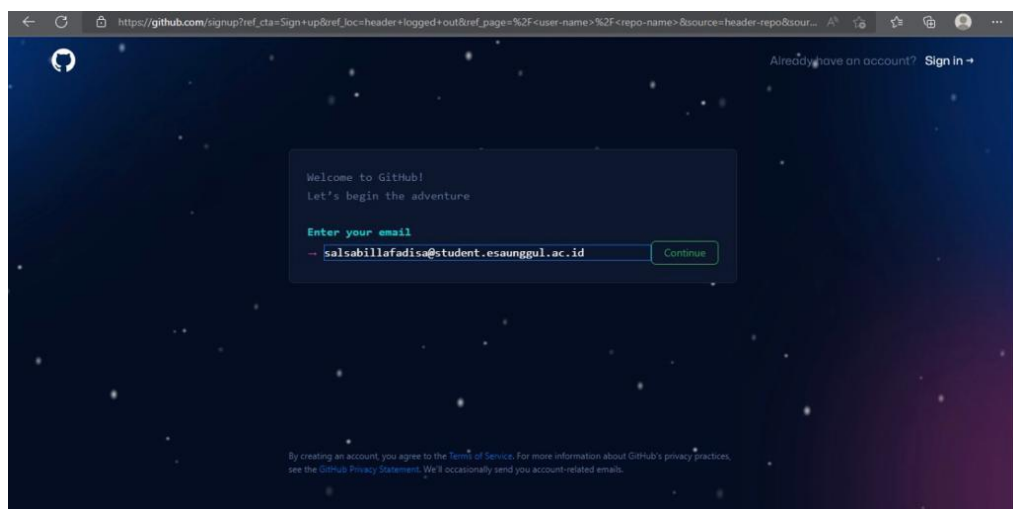 https://github.com/signup?ref_cta=Sign+up&ref_loc=header+logged+out&ref_page=%2F<user-name>%2F<repo-name>&source=header-repo&sour...
Already have an account? Sign in →
Welcome to GitHub!
Let's begin the adventure
Enter your email
→ salsabillafadisa@student.esaunggul.ac.id Continue
By creating an account, you agree to the Terms of Service. For more information about GitHub's privacy practices,
see the GitHub Privacy Statement. We'll occasionally send you account-related emails.